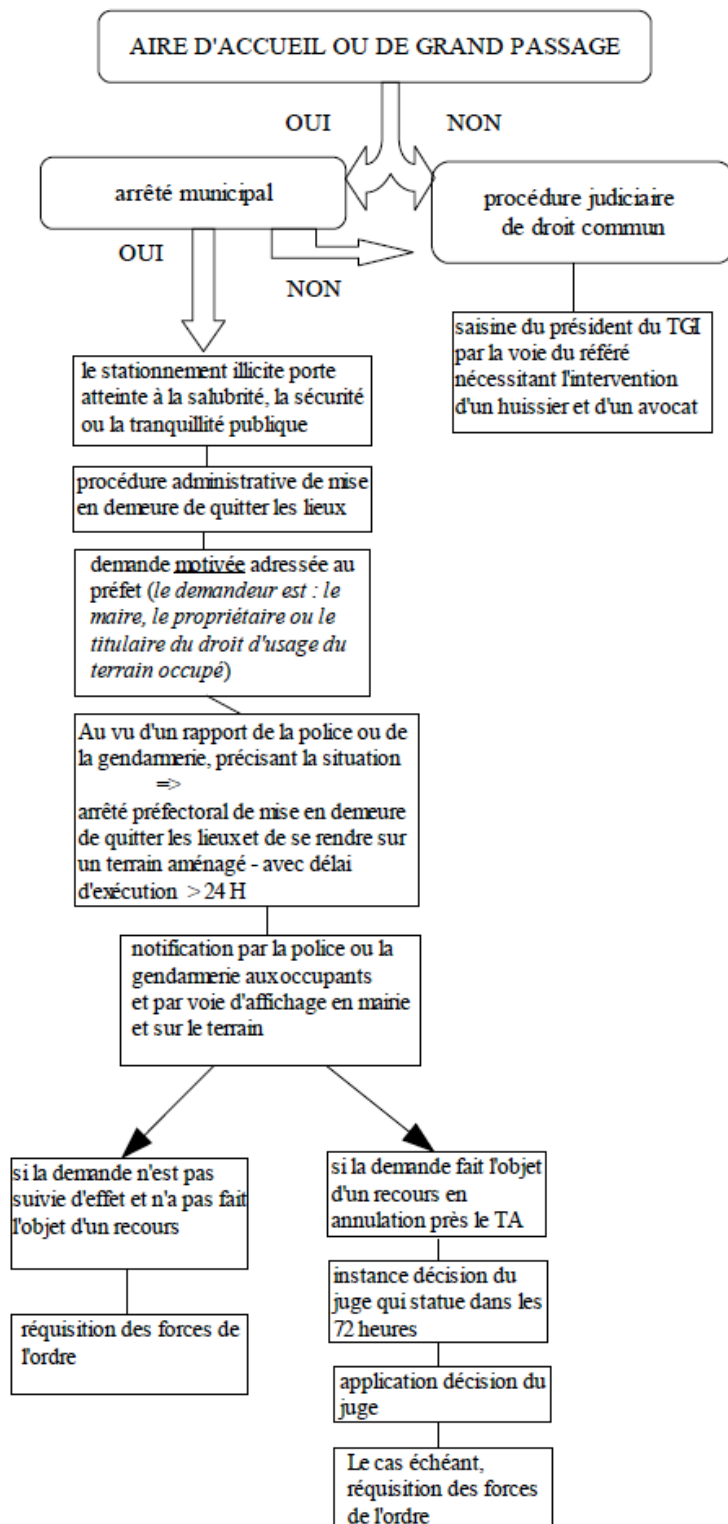 AIRE D'ACCUEIL OU DE GRAND PASSAGE
OUI
NON
arrêté municipal
procédure judiciaire
de droit commun
OUI
NON
saisine du président du TGI
par la voie du référé
nécessitant l'intervention
d'un huissier et d'un avocat
le stationnement illicite porte
atteinte à la salubrité, la sécurité
ou la tranquillité publique
procédure administrative de mise
en demeure de quitter les lieux
demande motivée adressée au
préfet (le demandeur est : le
maire, le propriétaire ou le
titulaire du droit d'usage du
terrain occupé)
Au vu d'un rapport de la police ou de
la gendarmerie, précisant la situation
=>
arrêté préfectoral de mise en demeure
de quitter les lieux et de se rendre sur
un terrain aménagé - avec délai
d'exécution > 24 H
notification par la police ou la
gendarmerie aux occupants
et par voie d'affichage en mairie
et sur le terrain
si la demande n'est pas
suivie d'effet et n'a pas fait
l'objet d'un recours
réquisition des forces de
l'ordre
si la demande fait l'objet
d'un recours en
annulation près le TA
instance décision du
juge qui statue dans les
72 heures
application décision du
juge
Le cas échéant,
réquisition des forces
de l'ordre